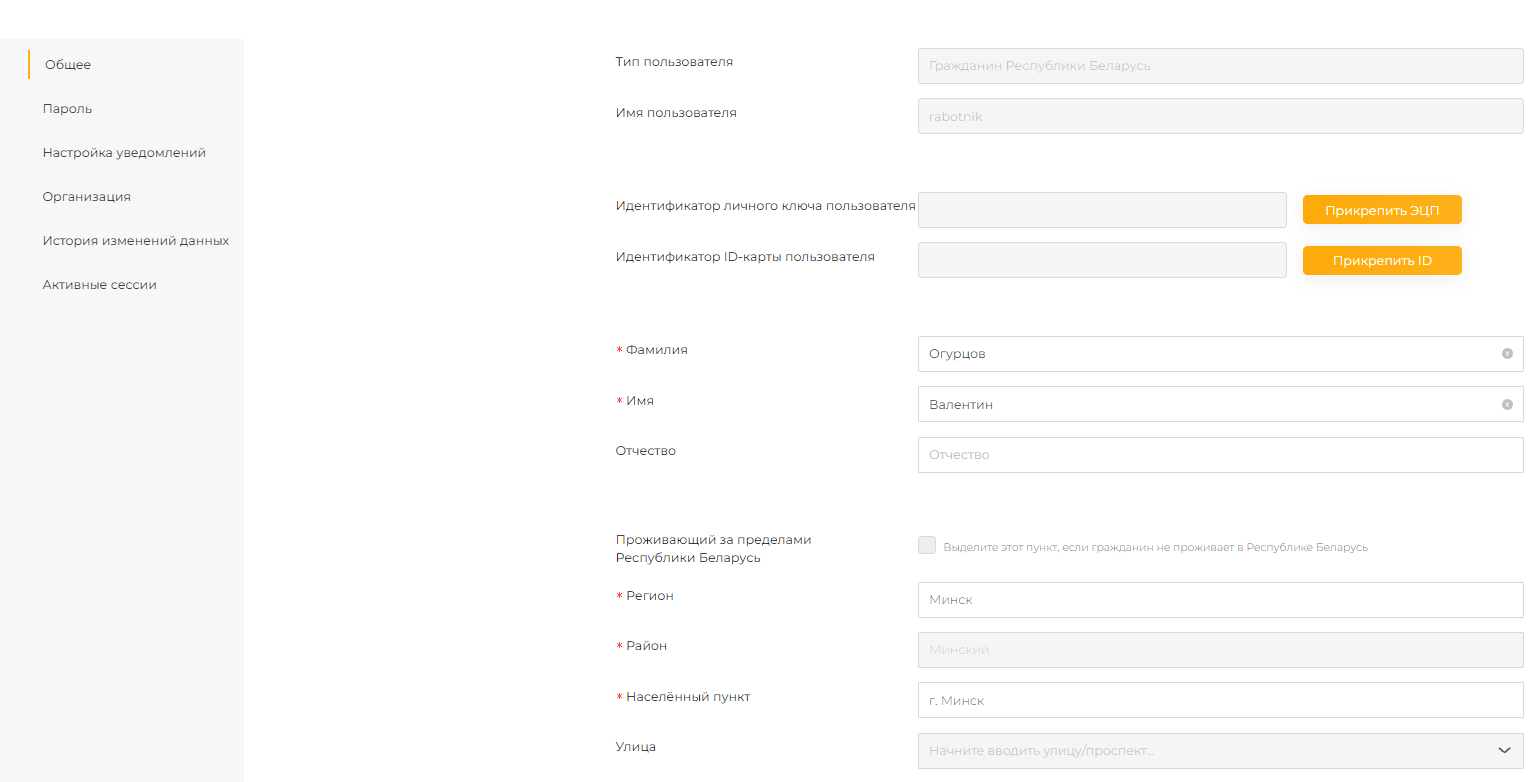 Общее
Пароль
Настройка уведомлений
Организация
История изменений данных
Активные сессии
Тип пользователя
Гражданин Республики Беларусь
Имя пользователя
rabotnik
Идентификатор личного ключа пользователя
Прикрепить ЭЦП
Идентификатор ID-карты пользователя
Прикрепить ID
* Фамилия
Огурцов
* Имя
Валентин
Отчество
Отчество
Проживающий за пределами
Республики Беларусь
Выделите этот пункт, если гражданин не проживает в Республике Беларусь
* Регион
Минск
* Район
Минский
* Населённый пункт
г. Минск
Улица
Начните вводить улицу/проспект...